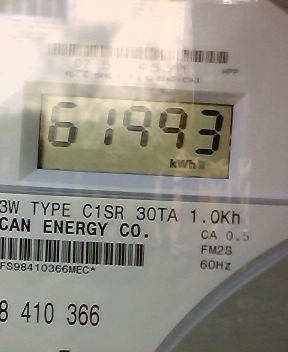 61993
kWh
3W TYPE C1SR 30TA 1.0Kh
CAN ENERGY CO.
CA 0.5
FM2S
FS98410366MEC*
60Hz
8 410 366